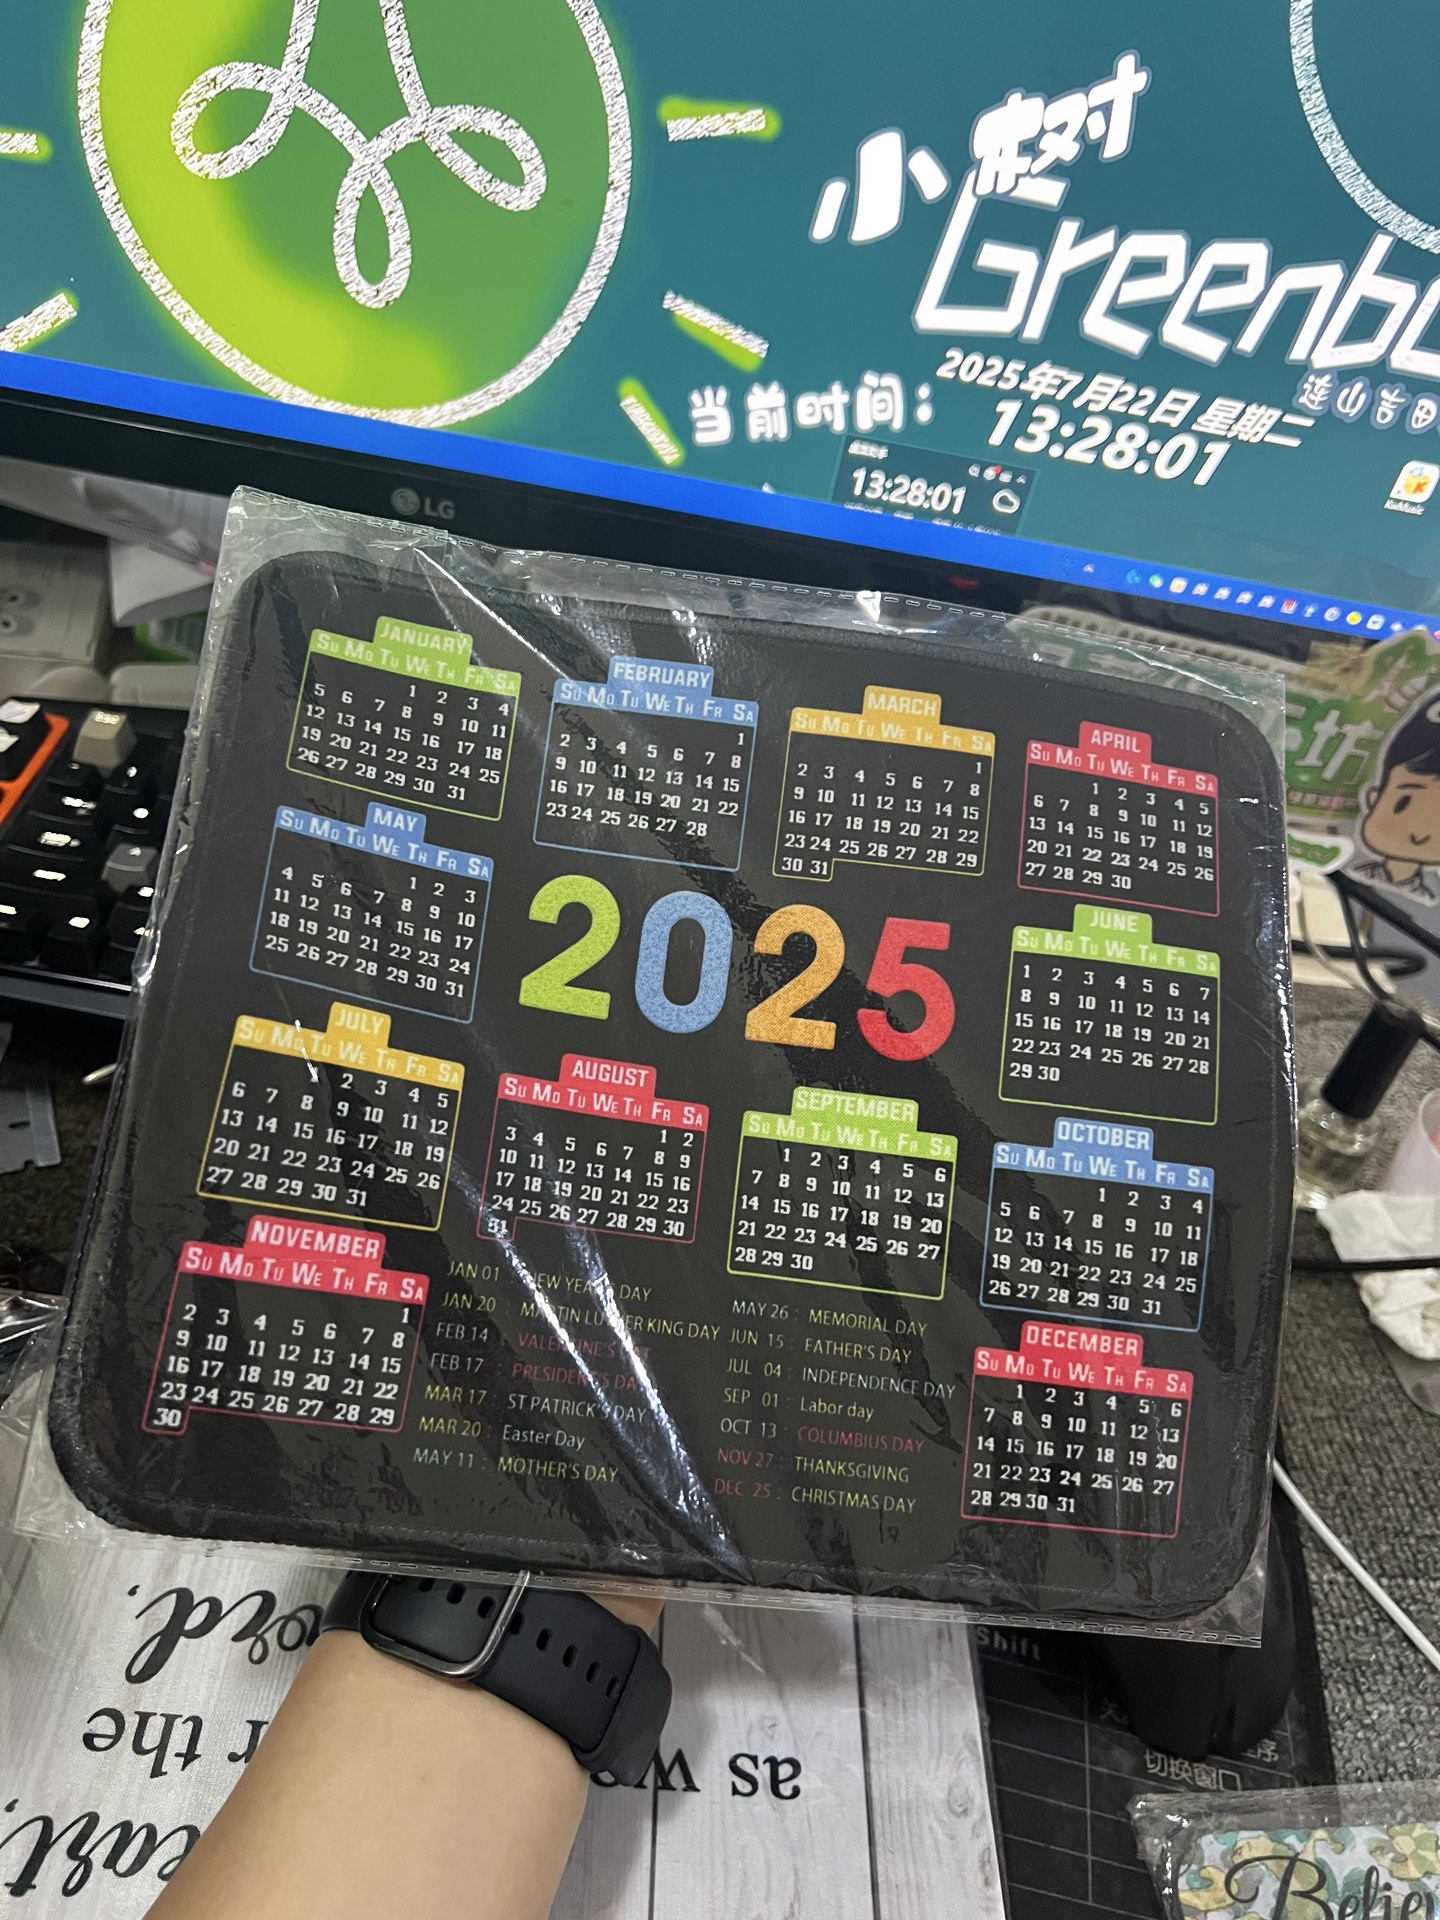 小树
Greenbo
当前时间:
2025年7月22日 星期二
13:28:01
连山吉田
13:28:01
KuMusic
LG
ESC
坊
JANUARY
Su Mo Tu We Th Fr Sa
1 2 3 4
5 6 7 8 9 10 11
12 13 14 15 16 17 18
19 20 21 22 23 24 25
26 27 28 29 30 31
FEBRUARY
Su Mo Tu We Th Fr Sa
1
2 3 4 5 6 7 8
9 10 11 12 13 14 15
16 17 18 19 20 21 22
23 24 25 26 27 28
MARCH
Su Mo Tu We Th Fr Sa
1
2 3 4 5 6 7 8
9 10 11 12 13 14 15
16 17 18 19 20 21 22
23 24 25 26 27 28 29
30 31
APRIL
Su Mo Tu We Th Fr Sa
1 2 3 4 5
6 7 8 9 10 11 12
13 14 15 16 17 18 19
20 21 22 23 24 25 26
27 28 29 30
MAY
Su Mo Tu We Th Fr Sa
1 2 3
4 5 6 7 8 9 10
11 12 13 14 15 16 17
18 19 20 21 22 23 24
25 26 27 28 29 30 31
2025
JUNE
Su Mo Tu We Th Fr Sa
1 2 3 4 5 6 7
8 9 10 11 12 13 14
15 16 17 18 19 20 21
22 23 24 25 26 27 28
29 30
JULY
Su Mo Tu We Th Fr Sa
1 2 3 4 5
6 7 8 9 10 11 12
13 14 15 16 17 18 19
20 21 22 23 24 25 26
27 28 29 30 31
AUGUST
Su Mo Tu We Th Fr Sa
1 2
3 4 5 6 7 8 9
10 11 12 13 14 15 16
17 18 19 20 21 22 23
24 25 26 27 28 29 30
31
SEPTEMBER
Su Mo Tu We Th Fr Sa
1 2 3 4 5 6
7 8 9 10 11 12 13
14 15 16 17 18 19 20
21 22 23 24 25 26 27
28 29 30
OCTOBER
Su Mo Tu We Th Fr Sa
1 2 3 4
5 6 7 8 9 10 11
12 13 14 15 16 17 18
19 20 21 22 23 24 25
26 27 28 29 30 31
NOVEMBER
Su Mo Tu We Th Fr Sa
1
2 3 4 5 6 7 8
9 10 11 12 13 14 15
16 17 18 19 20 21 22
23 24 25 26 27 28 29
30
JAN 01 : NEW YEAR'S DAY
JAN 20 : MARTIN LUTHER KING DAY
FEB 14 : VALENTINE'S DAY
FEB 17 : PRESIDENTS DAY
MAR 17 : ST PATRICK'S DAY
MAR 20 : Easter Day
MAY 11 : MOTHER'S DAY
MAY 26 : MEMORIAL DAY
JUN 15 : FATHER'S DAY
JUL 04 : INDEPENDENCE DAY
SEP 01 : Labor day
OCT 13 : COLUMBIUS DAY
NOV 27 : THANKSGIVING
DEC 25 : CHRISTMAS DAY
DECEMBER
Su Mo Tu We Th Fr Sa
1 2 3 4 5 6
7 8 9 10 11 12 13
14 15 16 17 18 19 20
21 22 23 24 25 26 27
28 29 30 31
Shift
切换窗口
as w
r the
Believ